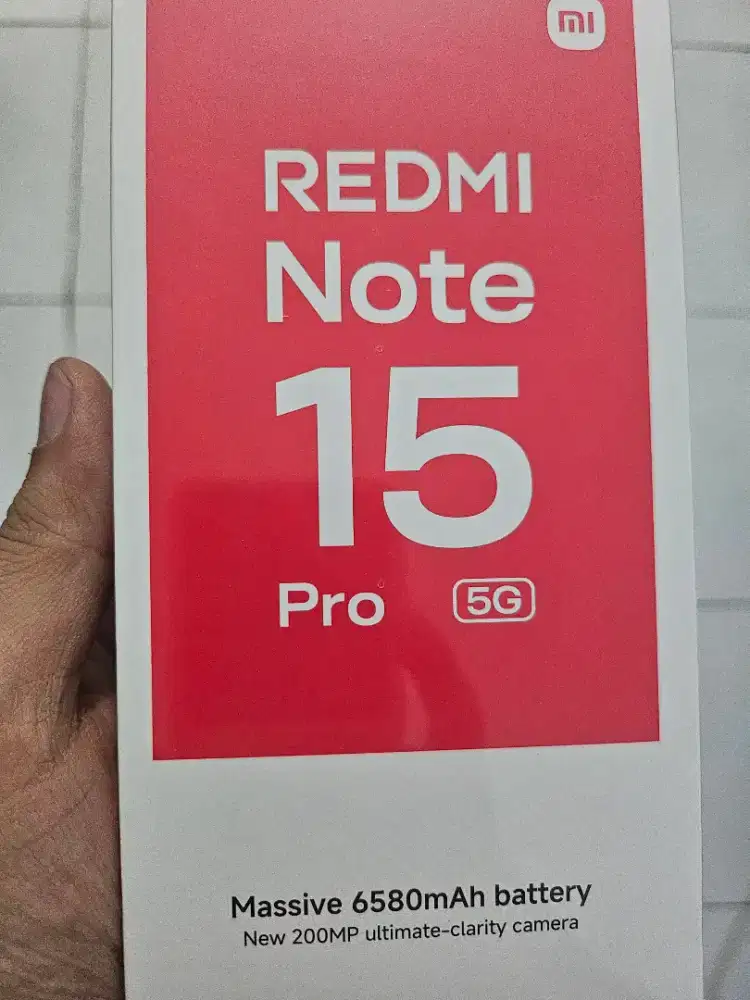 mi
REDMI
Note
15
Pro 5G
Massive 6580mAh battery
New 200MP ultimate-clarity camera